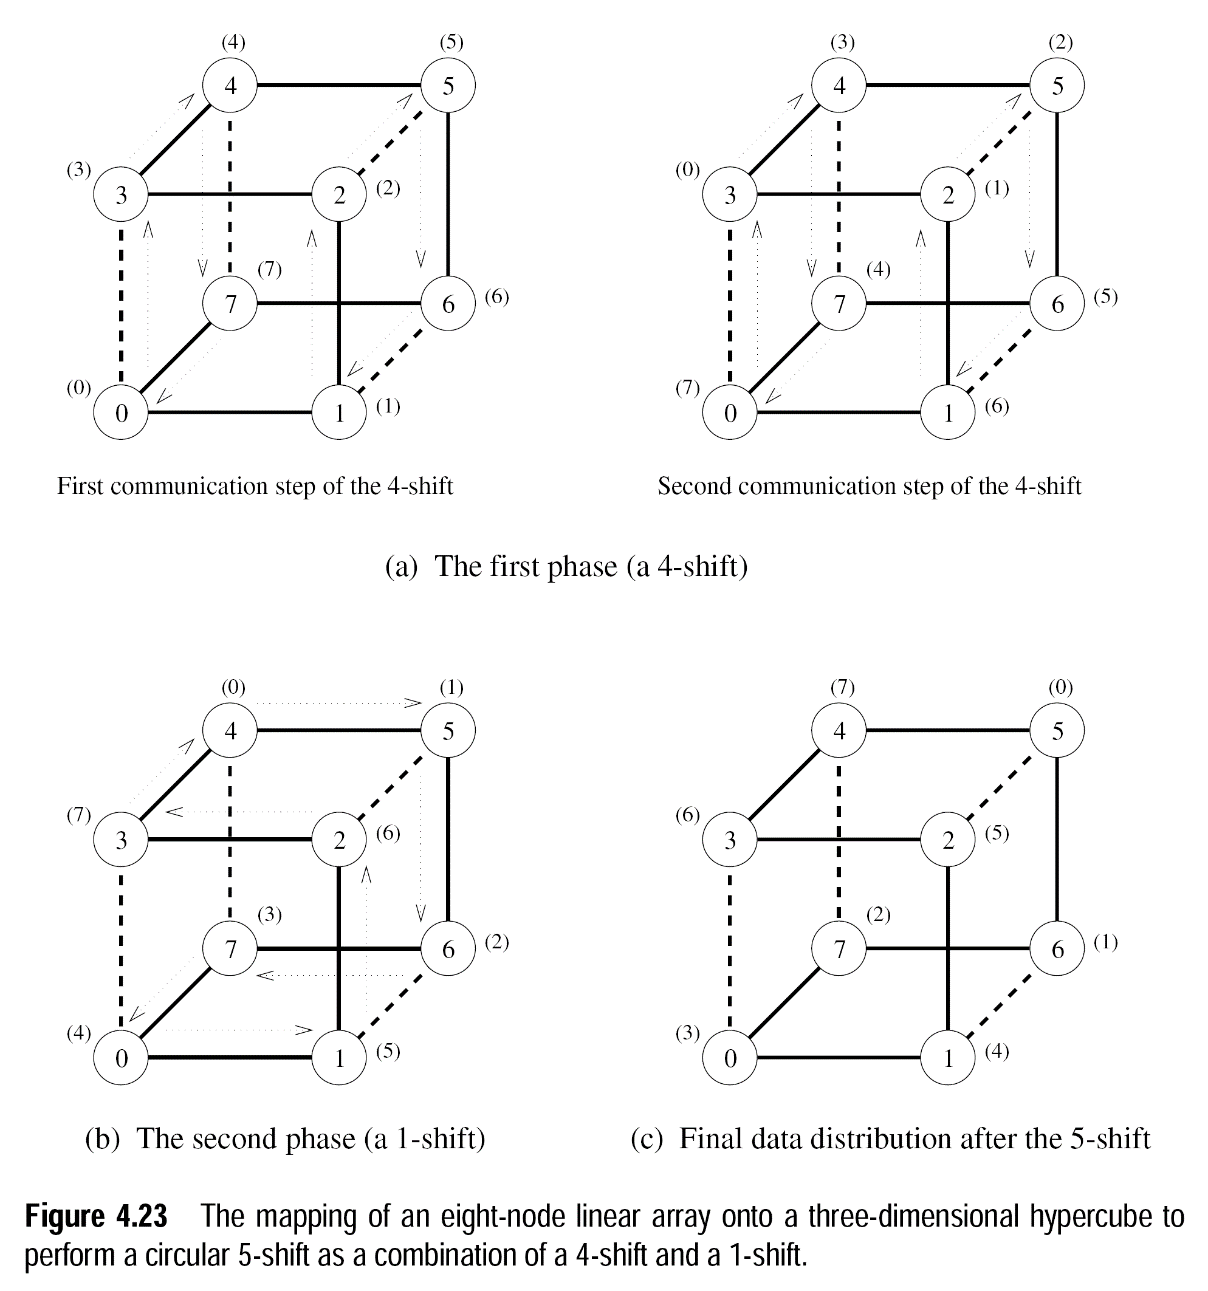 (4) (5) (3) (2)
4 5 4 5
(3) (0)
3 2 (2) 3 2 (1)
(7) (4)
7 6 (6) 7 6 (5)
(0) (7)
0 1 (1) 0 1 (6)
First communication step of the 4-shift
Second communication step of the 4-shift
(a) The first phase (a 4-shift)
(0) (1) (7) (0)
4 5 4 5
(7) (6)
3 2 (6) 3 2 (5)
(3) (2)
7 6 (2) 7 6 (1)
(4) (3)
0 1 (5) 0 1 (4)
(b) The second phase (a 1-shift)
(c) Final data distribution after the 5-shift
Figure 4.23 The mapping of an eight-node linear array onto a three-dimensional hypercube to
perform a circular 5-shift as a combination of a 4-shift and a 1-shift.